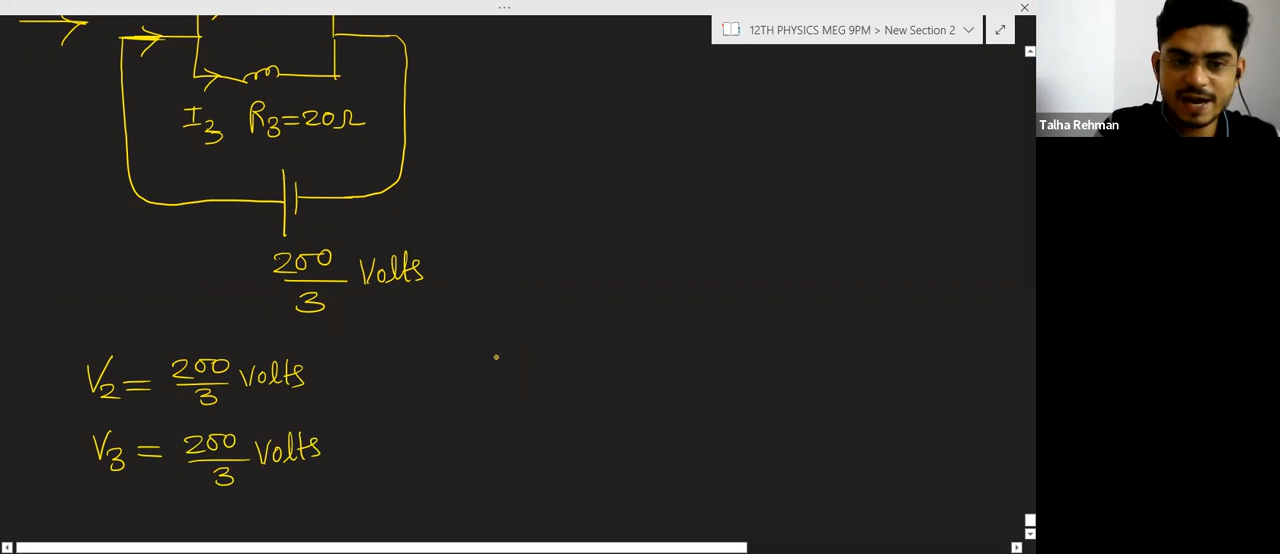 12TH PHYSICS MEG 9PM > New Section 2
Talha Rehman
I₃ R₃=20Ω
200/3 Volts
V₂ = 200/3 volts
V₃ = 200/3 volts